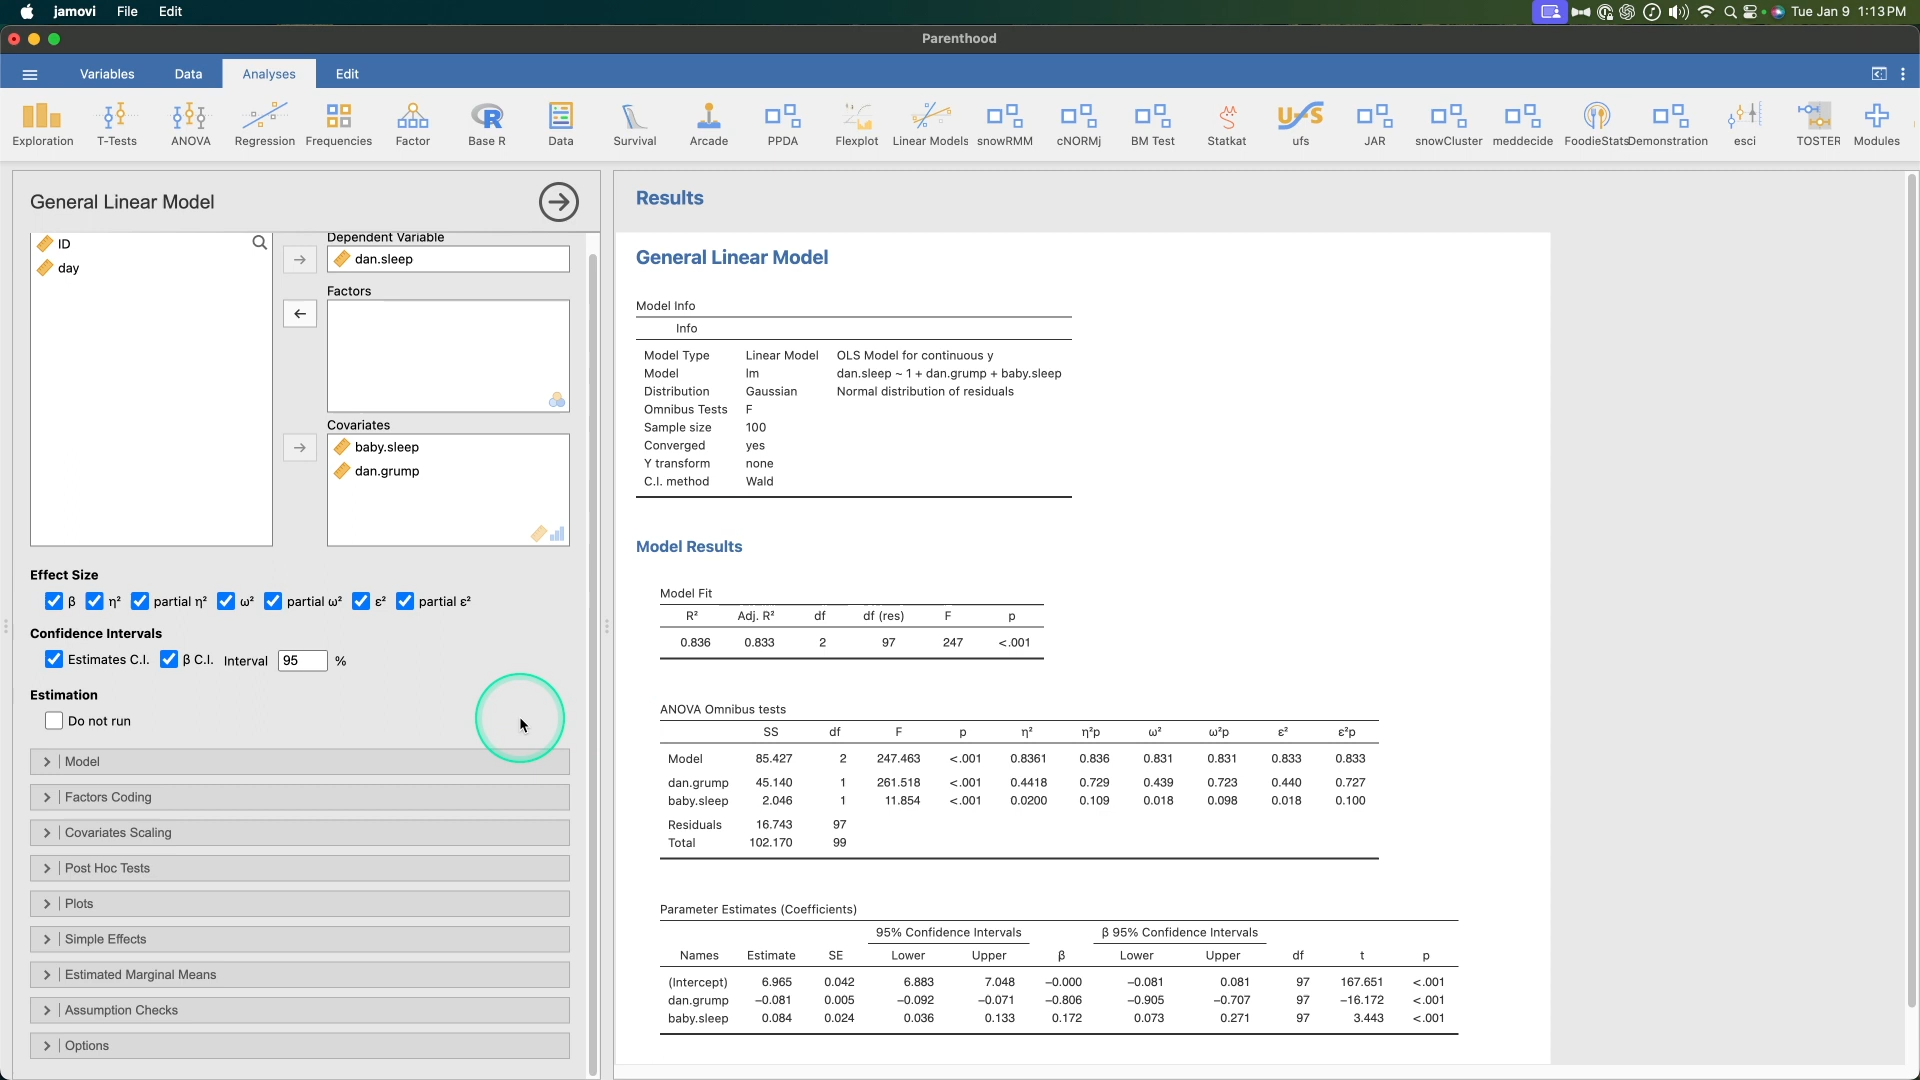 jamovi File Edit Tue Jan 9 1:13 PM
Parenthood
Variables Data Analyses Edit
Exploration T-Tests ANOVA Regression Frequencies Factor Base R Data Survival Arcade PPDA Flexplot Linear Models snowRMM cNORMj BM Test Statkat ufs JAR snowCluster meddecide FoodieStats Demonstration esci TOSTER Modules
General Linear Model
ID
day
Dependent Variable
dan.sleep
Factors
Covariates
baby.sleep
dan.grump
Effect Size
β η² partial η² ω² partial ω² ε² partial ε²
Confidence Intervals
Estimates C.I. β C.I. Interval 95 %
Estimation
Do not run
Model
Factors Coding
Covariates Scaling
Post Hoc Tests
Plots
Simple Effects
Estimated Marginal Means
Assumption Checks
Options
Results
General Linear Model
Model Info
Info
Model Type Linear Model OLS Model for continuous y
Model lm dan.sleep ~ 1 + dan.grump + baby.sleep
Distribution Gaussian Normal distribution of residuals
Omnibus Tests F
Sample size 100
Converged yes
Y transform none
C.I. method Wald
Model Results
Model Fit
R² Adj. R² df df (res) F p
0.836 0.833 2 97 247 <.001
ANOVA Omnibus tests
SS df F p η² η²p ω² ω²p ε² ε²p
Model 85.427 2 247.463 <.001 0.8361 0.836 0.831 0.831 0.833 0.833
dan.grump 45.140 1 261.518 <.001 0.4418 0.729 0.439 0.723 0.440 0.727
baby.sleep 2.046 1 11.854 <.001 0.0200 0.109 0.018 0.098 0.018 0.100
Residuals 16.743 97
Total 102.170 99
Parameter Estimates (Coefficients)
95% Confidence Intervals β 95% Confidence Intervals
Names Estimate SE Lower Upper β Lower Upper df t p
(Intercept) 6.965 0.042 6.883 7.048 −0.000 −0.081 0.081 97 167.651 <.001
dan.grump −0.081 0.005 −0.092 −0.071 −0.806 −0.905 −0.707 97 −16.172 <.001
baby.sleep 0.084 0.024 0.036 0.133 0.172 0.073 0.271 97 3.443 <.001